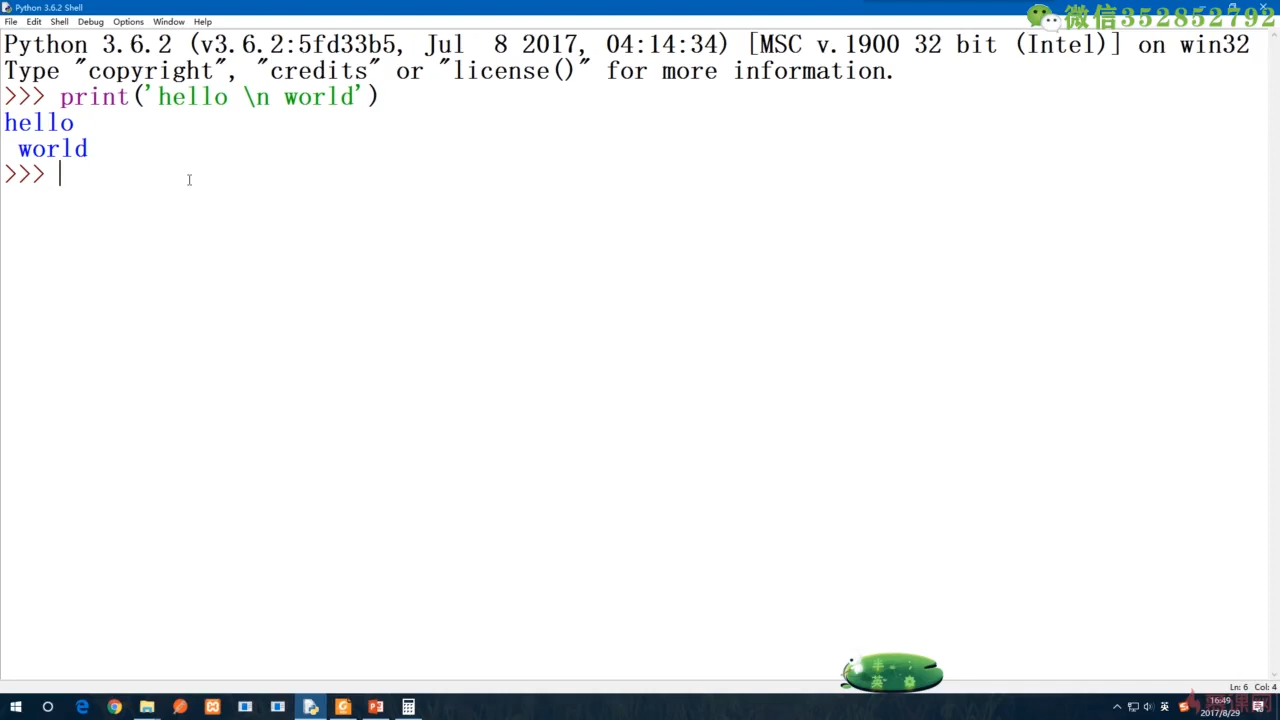 Python 3.6.2 Shell
微信352852792
File Edit Shell Debug Options Window Help
Python 3.6.2 (v3.6.2:5fd33b5, Jul  8 2017, 04:14:34) [MSC v.1900 32 bit (Intel)] on win32
Type "copyright", "credits" or "license()" for more information.
>>> print('hello \n world')
hello
 world
>>>
Ln: 6 Col: 4
英
16:49
2017/8/29